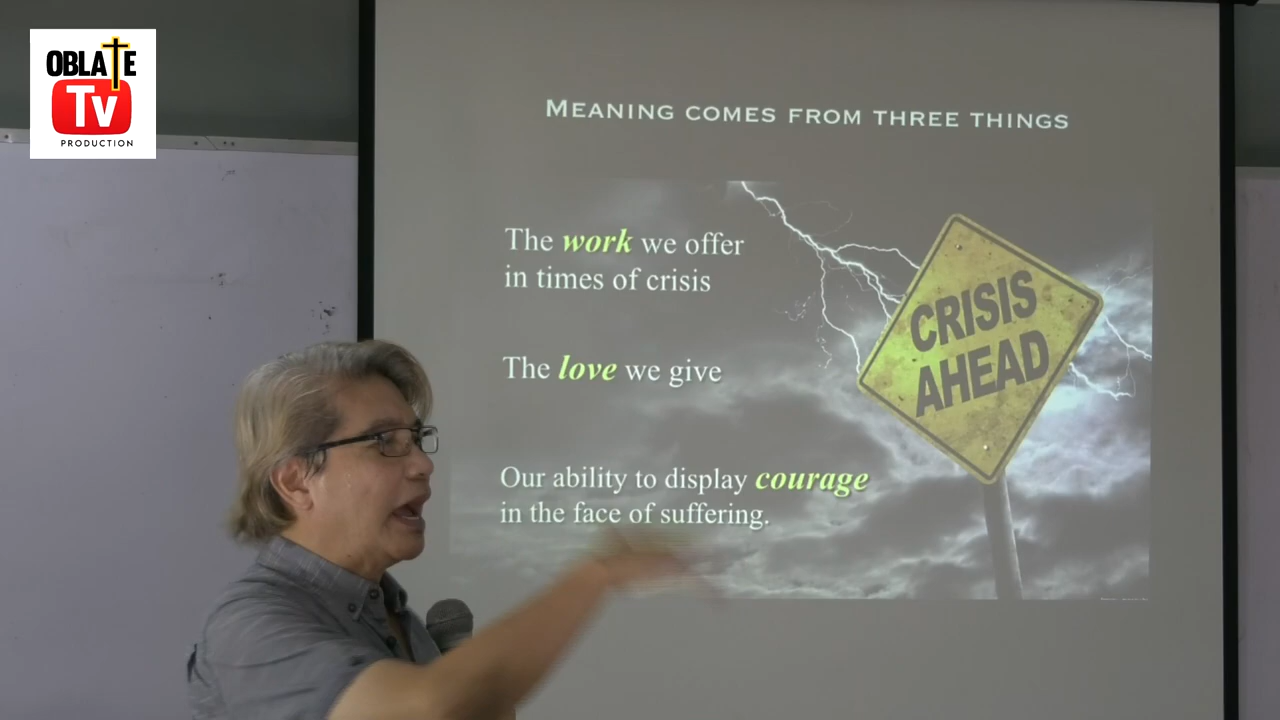 OBLATE
TV
PRODUCTION
MEANING COMES FROM THREE THINGS
The work we offer
in times of crisis
The love we give
Our ability to display courage
in the face of suffering.
CRISIS
AHEAD